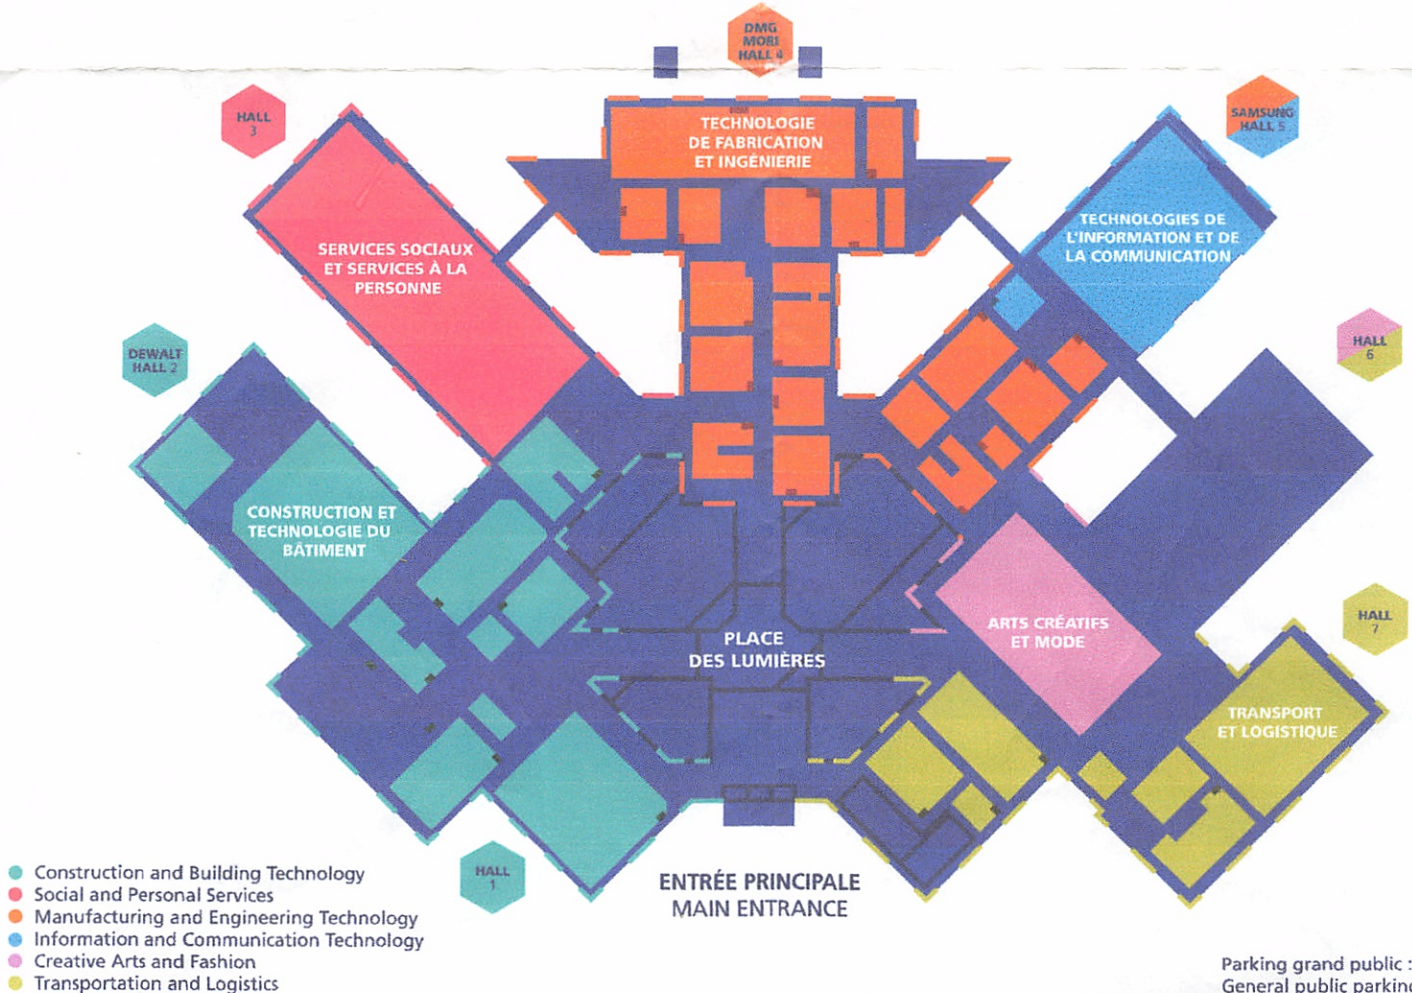 DMG
MORI
HALL 4
HALL
3
SAMSUNG
HALL 5
TECHNOLOGIE
DE FABRICATION
ET INGÉNIERIE
TECHNOLOGIES DE
L'INFORMATION ET DE
LA COMMUNICATION
SERVICES SOCIAUX
ET SERVICES À LA
PERSONNE
DEWALT
HALL 2
HALL
6
CONSTRUCTION ET
TECHNOLOGIE DU
BÂTIMENT
HALL
7
ARTS CRÉATIFS
ET MODE
PLACE
DES LUMIÈRES
TRANSPORT
ET LOGISTIQUE
HALL
1
ENTRÉE PRINCIPALE
MAIN ENTRANCE
Construction and Building Technology
Social and Personal Services
Manufacturing and Engineering Technology
Information and Communication Technology
Creative Arts and Fashion
Transportation and Logistics
Parking grand public :
General public parking